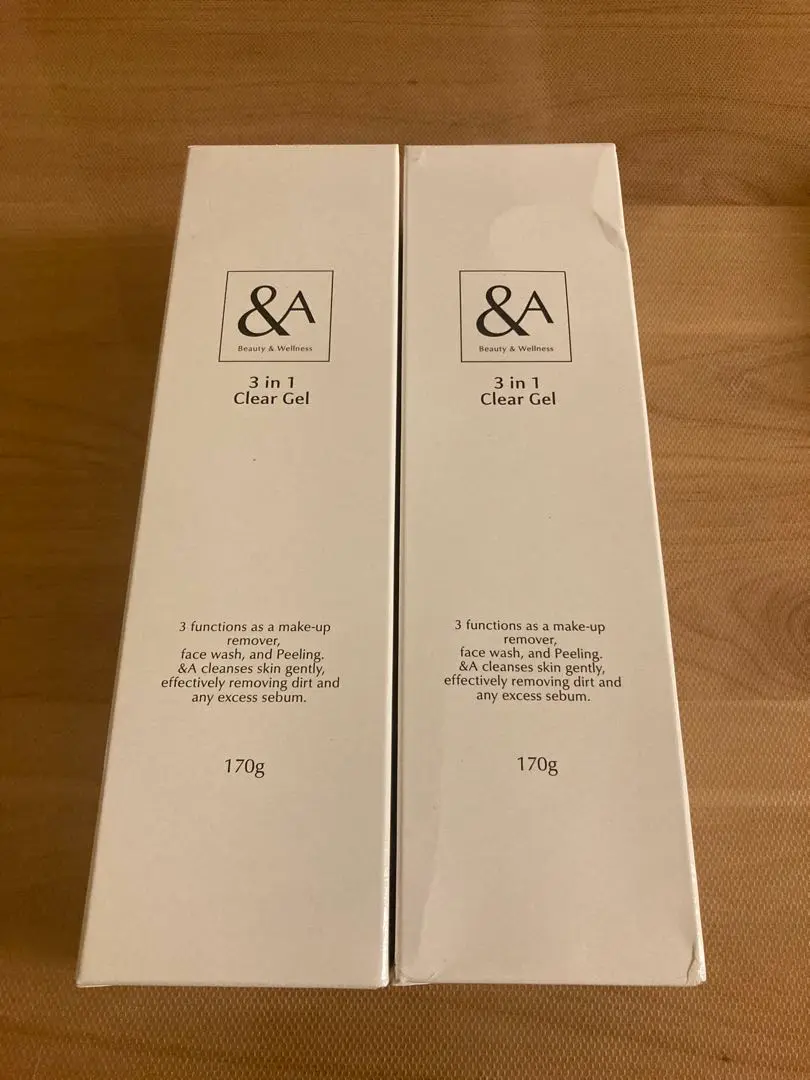 &A
Beauty & Wellness
3 in 1
Clear Gel
3 functions as a make-up
remover,
face wash, and Peeling.
&A cleanses skin gently,
effectively removing dirt and
any excess sebum.
170g
&A
Beauty & Wellness
3 in 1
Clear Gel
3 functions as a make-up
remover,
face wash, and Peeling.
&A cleanses skin gently,
effectively removing dirt and
any excess sebum.
170g